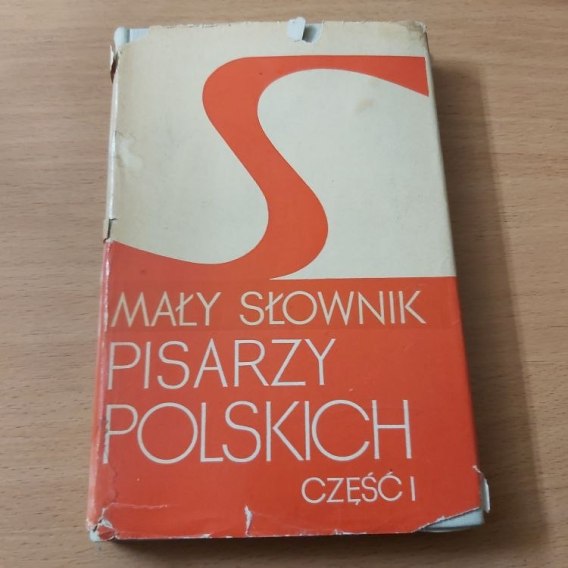 MAŁY SŁOWNIK
PISARZY
POLSKICH
CZĘŚĆ I